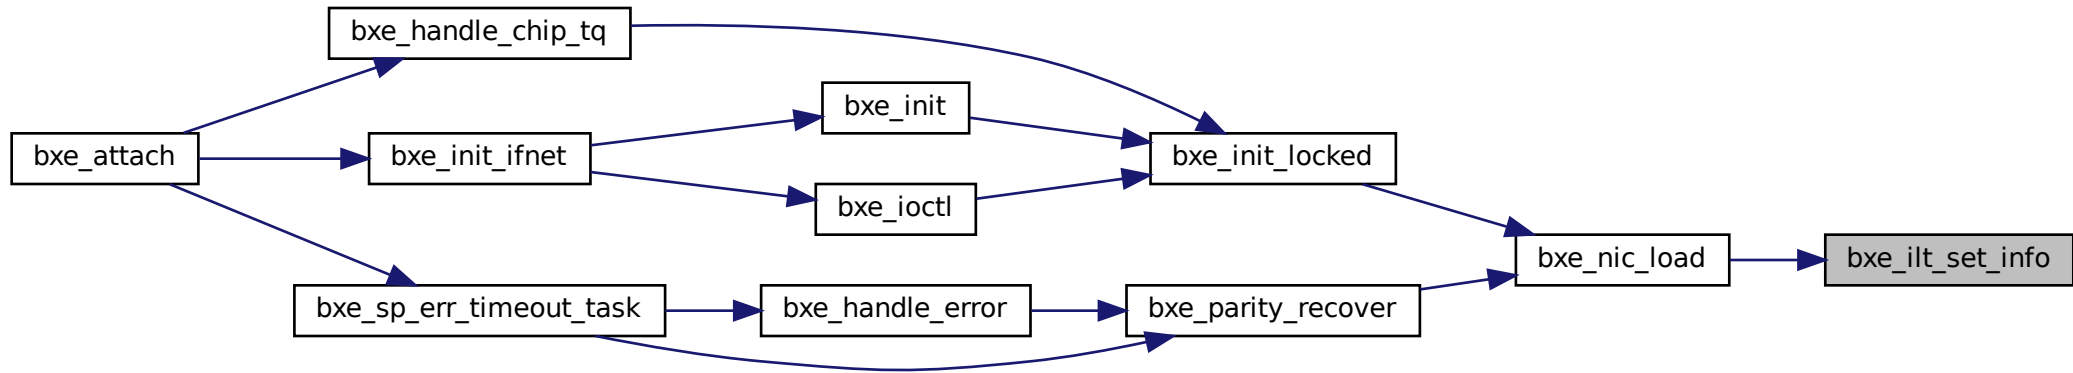 bxe_handle_chip_tq
bxe_init
bxe_attach
bxe_init_ifnet
bxe_init_locked
bxe_ioctl
bxe_nic_load
bxe_ilt_set_info
bxe_sp_err_timeout_task
bxe_handle_error
bxe_parity_recover